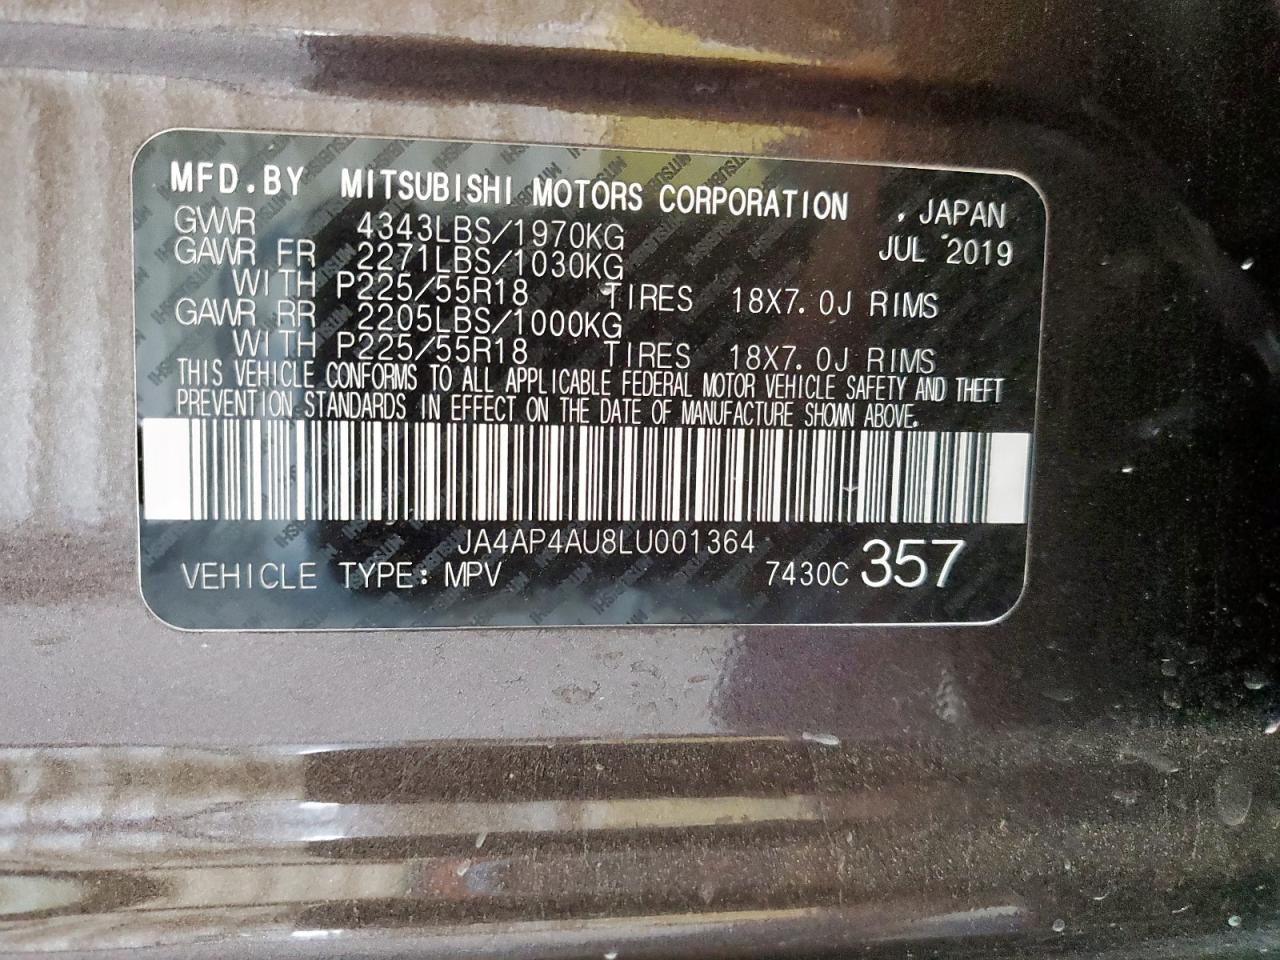 MFD.BY MITSUBISHI MOTORS CORPORATION , JAPAN
GVWR 4343LBS/1970KG JUL 2019
GAWR FR 2271LBS/1030KG
WITH P225/55R18 TIRES 18X7.0J RIMS
GAWR RR 2205LBS/1000KG
WITH P225/55R18 TIRES 18X7.0J RIMS
THIS VEHICLE CONFORMS TO ALL APPLICABLE FEDERAL MOTOR VEHICLE SAFETY AND THEFT
PREVENTION STANDARDS IN EFFECT ON THE DATE OF MANUFACTURE SHOWN ABOVE.
JA4AP4AU8LU001364
VEHICLE TYPE: MPV 7430C 357